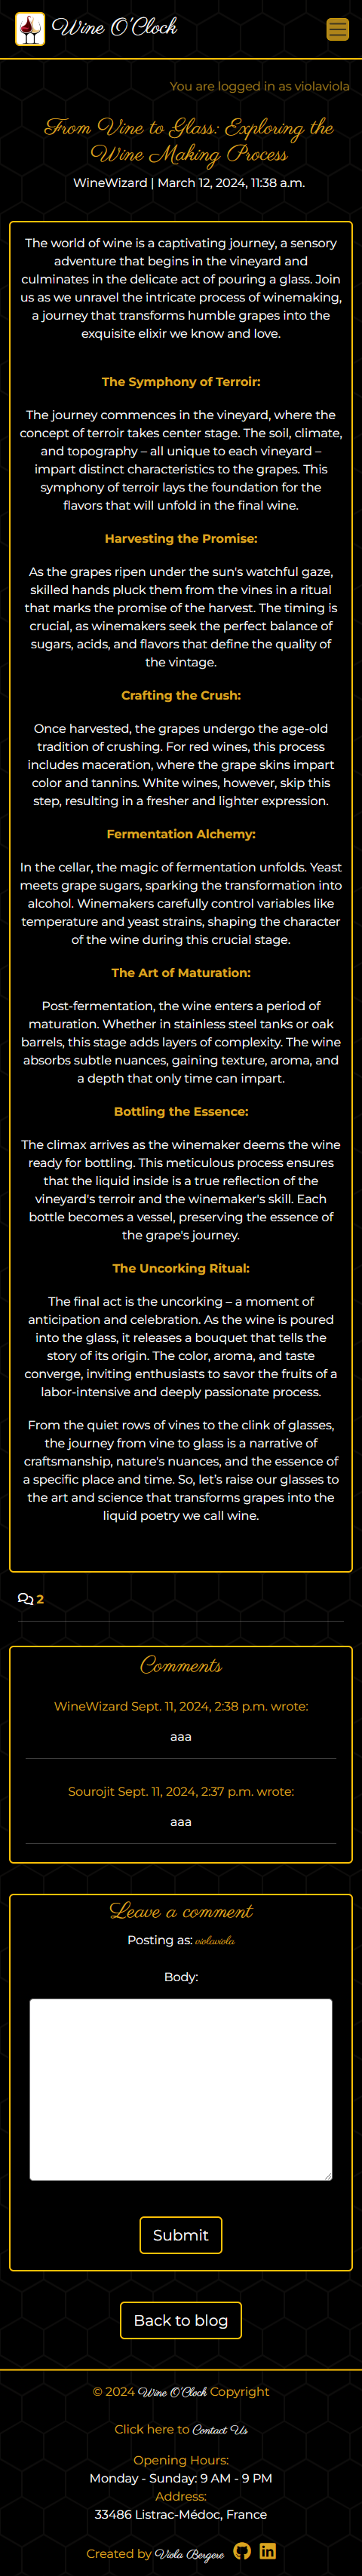 Wine O'Clock
You are logged in as violaviola
From Vine to Glass: Exploring the
Wine Making Process
WineWizard | March 12, 2024, 11:38 a.m.
The world of wine is a captivating journey, a sensory
adventure that begins in the vineyard and
culminates in the delicate act of pouring a glass. Join
us as we unravel the intricate process of winemaking,
a journey that transforms humble grapes into the
exquisite elixir we know and love.
The Symphony of Terroir:
The journey commences in the vineyard, where the
concept of terroir takes center stage. The soil, climate,
and topography – all unique to each vineyard –
impart distinct characteristics to the grapes. This
symphony of terroir lays the foundation for the
flavors that will unfold in the final wine.
Harvesting the Promise:
As the grapes ripen under the sun's watchful gaze,
skilled hands pluck them from the vines in a ritual
that marks the promise of the harvest. The timing is
crucial, as winemakers seek the perfect balance of
sugars, acids, and flavors that define the quality of
the vintage.
Crafting the Crush:
Once harvested, the grapes undergo the age-old
tradition of crushing. For red wines, this process
includes maceration, where the grape skins impart
color and tannins. White wines, however, skip this
step, resulting in a fresher and lighter expression.
Fermentation Alchemy:
In the cellar, the magic of fermentation unfolds. Yeast
meets grape sugars, sparking the transformation into
alcohol. Winemakers carefully control variables like
temperature and yeast strains, shaping the character
of the wine during this crucial stage.
The Art of Maturation:
Post-fermentation, the wine enters a period of
maturation. Whether in stainless steel tanks or oak
barrels, this stage adds layers of complexity. The wine
absorbs subtle nuances, gaining texture, aroma, and
a depth that only time can impart.
Bottling the Essence:
The climax arrives as the winemaker deems the wine
ready for bottling. This meticulous process ensures
that the liquid inside is a true reflection of the
vineyard's terroir and the winemaker's skill. Each
bottle becomes a vessel, preserving the essence of
the grape's journey.
The Uncorking Ritual:
The final act is the uncorking – a moment of
anticipation and celebration. As the wine is poured
into the glass, it releases a bouquet that tells the
story of its origin. The color, aroma, and taste
converge, inviting enthusiasts to savor the fruits of a
labor-intensive and deeply passionate process.
From the quiet rows of vines to the clink of glasses,
the journey from vine to glass is a narrative of
craftsmanship, nature's nuances, and the essence of
a specific place and time. So, let’s raise our glasses to
the art and science that transforms grapes into the
liquid poetry we call wine.
2
Comments
WineWizard Sept. 11, 2024, 2:38 p.m. wrote:
aaa
Sourojit Sept. 11, 2024, 2:37 p.m. wrote:
aaa
Leave a comment
Posting as: violaviola
Body:
Submit
Back to blog
© 2024 Wine O'Clock Copyright
Click here to Contact Us
Opening Hours:
Monday - Sunday: 9 AM - 9 PM
Address:
33486 Listrac-Médoc, France
Created by Viola Bergere